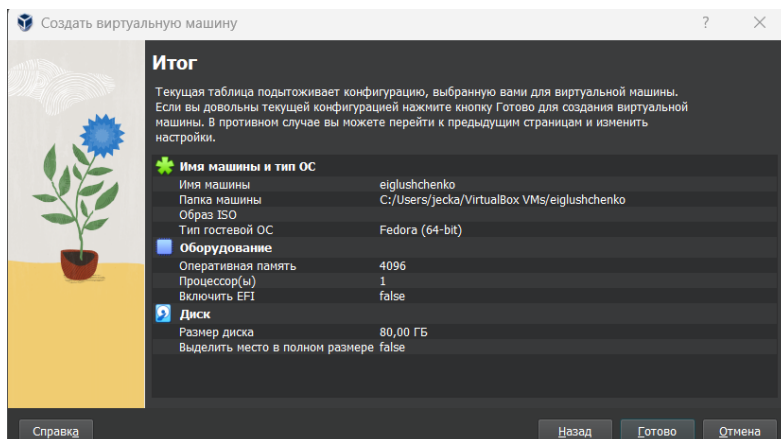 Создать виртуальную машину
Итог
Текущая таблица подытоживает конфигурацию, выбранную вами для виртуальной машины.
Если вы довольны текущей конфигурацией нажмите кнопку Готово для создания виртуальной
машины. В противном случае вы можете перейти к предыдущим страницам и изменить
настройки.
Имя машины и тип ОС
Имя машины eiglushchenko
Папка машины C:/Users/jecka/VirtualBox VMs/eiglushchenko
Образ ISO
Тип гостевой ОС Fedora (64-bit)
Оборудование
Оперативная память 4096
Процессор(ы) 1
Включить EFI false
Диск
Размер диска 80,00 ГБ
Выделить место в полном размере false
Справка Назад Готово Отмена